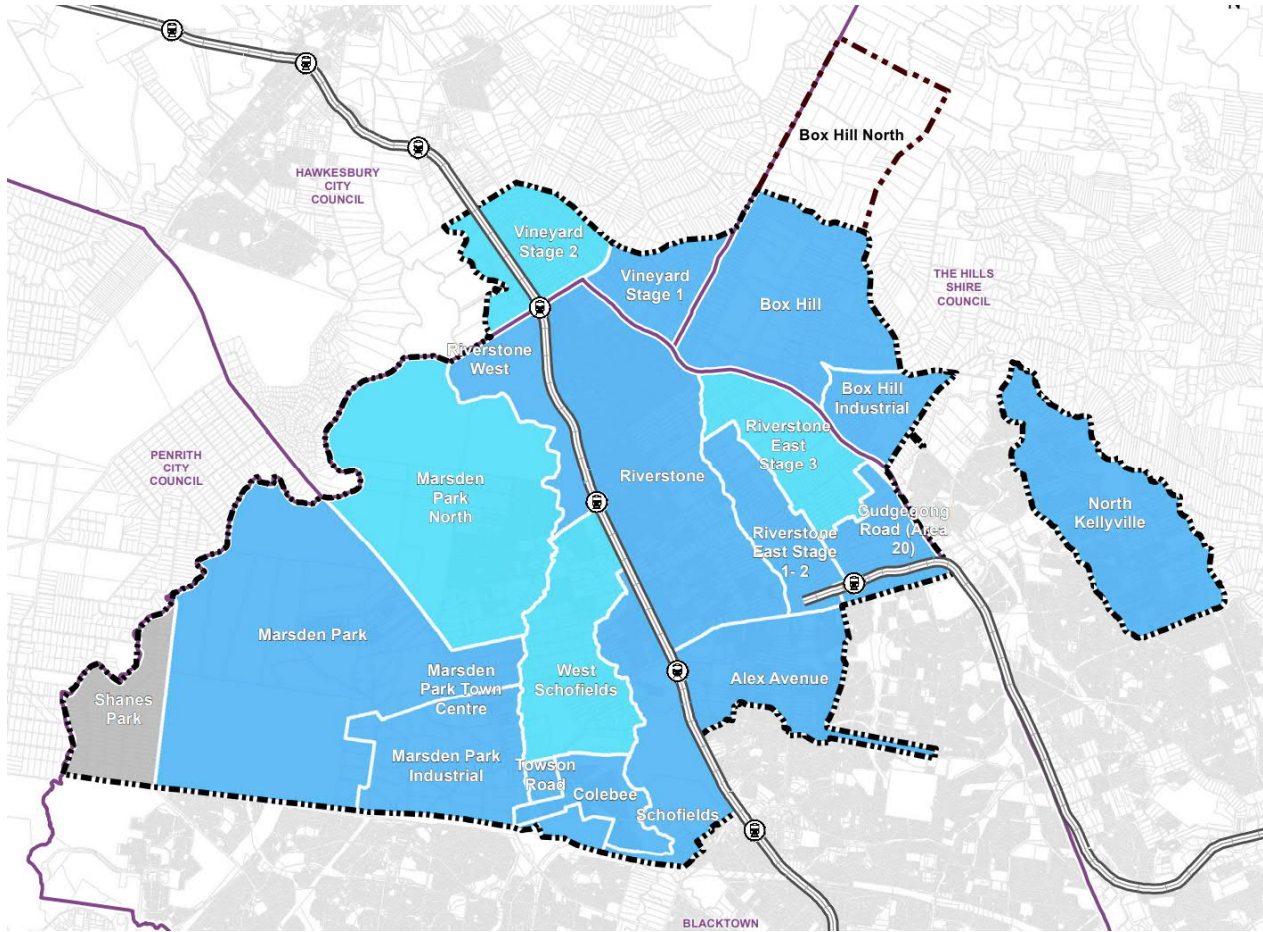 N
Box Hill North
HAWKESBURY
CITY
COUNCIL
Vineyard
Stage 2
Vineyard
Stage 1
Box Hill
THE HILLS
SHIRE
COUNCIL
Riverstone
West
Box Hill
Industrial
Riverstone
East
Stage 3
PENRITH
CITY
COUNCIL
Marsden
Park
North
Riverstone
North
Kellyville
Gudgegong
Road (Area
20)
Riverstone
East Stage
1- 2
Marsden Park
Marsden
Park Town
Centre
West
Schofields
Alex Avenue
Shanes
Park
Marsden Park
Industrial
Towson
Road
Colebee
Schofields
BLACKTOWN